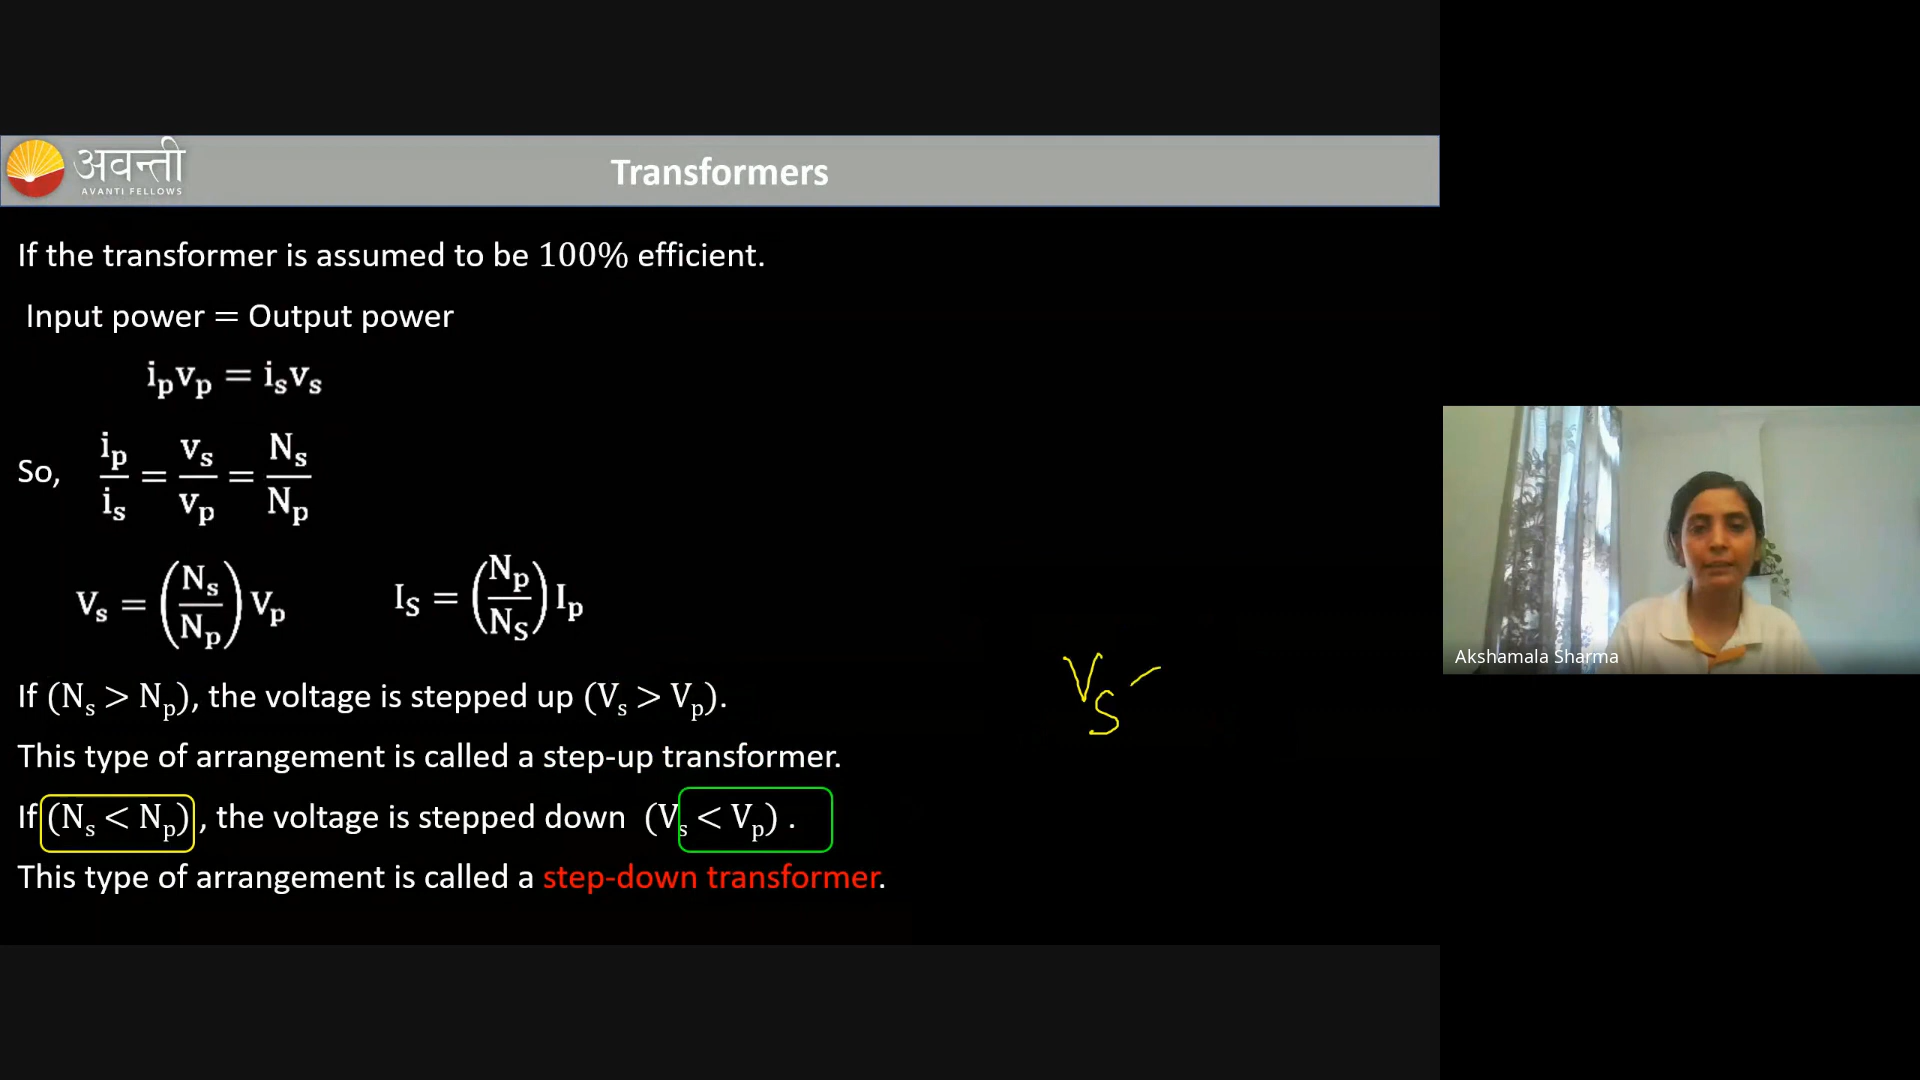 अवन्ती
AVANTI FELLOWS
Transformers
If the transformer is assumed to be 100% efficient.
Input power = Output power
iₚvₚ = iₛvₛ
So, iₚ/iₛ = vₛ/vₚ = Nₛ/Nₚ
Vₛ = (Nₛ/Nₚ) Vₚ    I_S = (Nₚ/N_S) Iₚ
If (Nₛ > Nₚ), the voltage is stepped up (Vₛ > Vₚ).
V_S
This type of arrangement is called a step-up transformer.
If (Nₛ < Nₚ), the voltage is stepped down (Vₛ < Vₚ) .
This type of arrangement is called a step-down transformer.
Akshamala Sharma